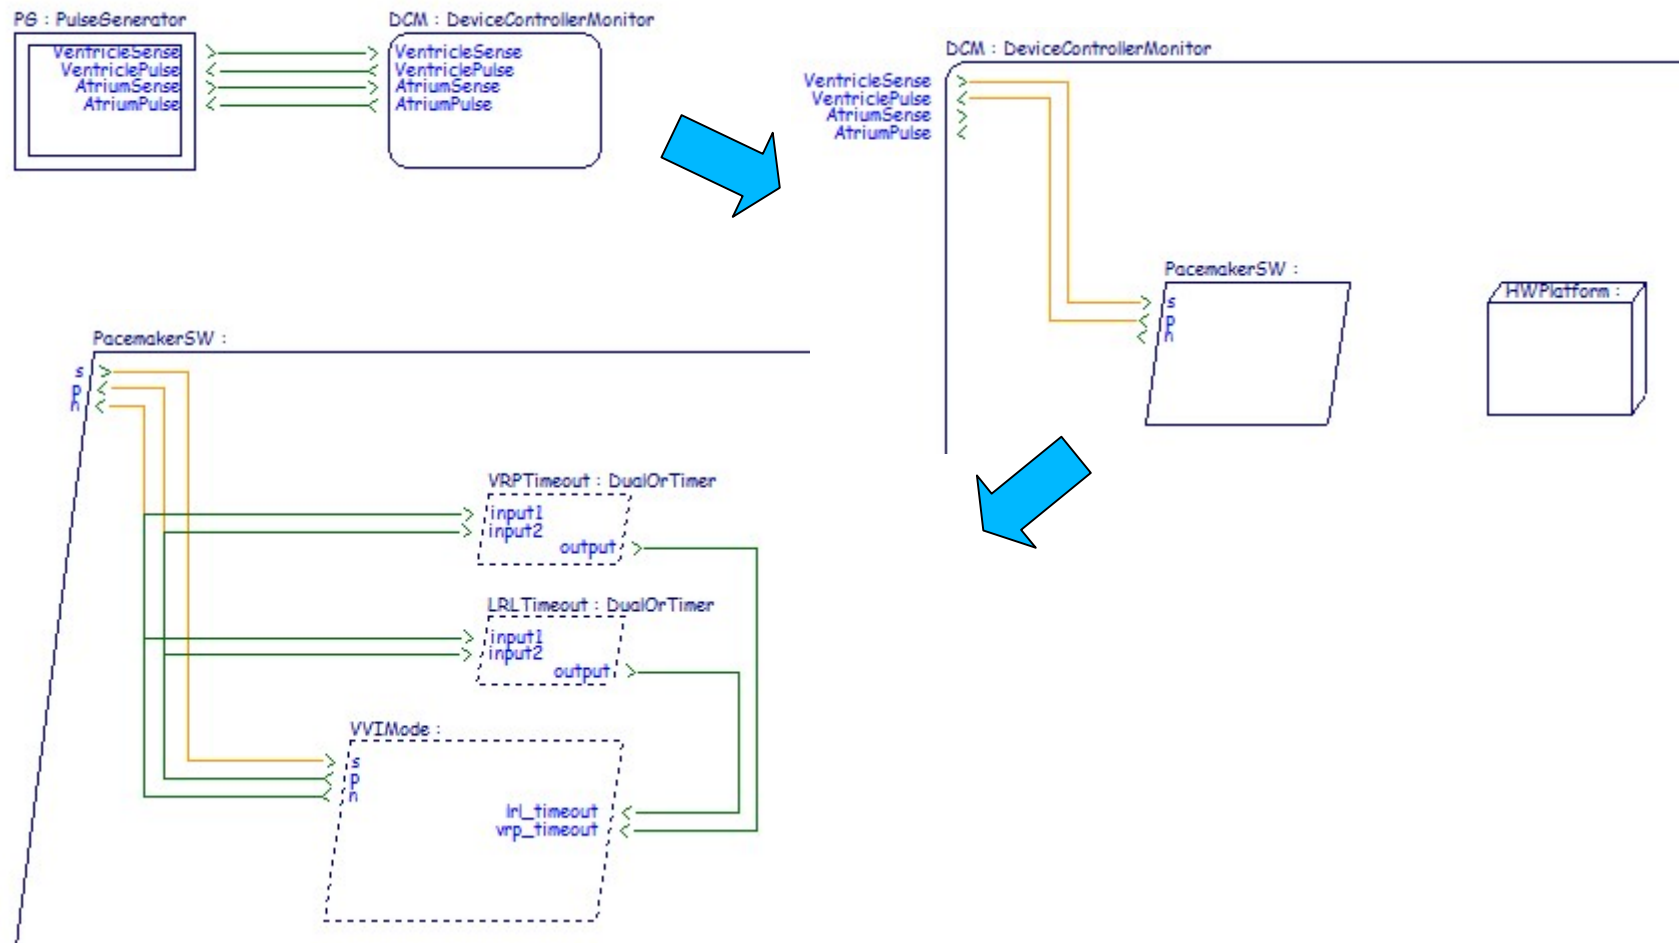 PG : PulseGenerator
VentricleSense
VentriclePulse
AtriumSense
AtriumPulse
DCM : DeviceControllerMonitor
VentricleSense
VentriclePulse
AtriumSense
AtriumPulse
DCM : DeviceControllerMonitor
VentricleSense
VentriclePulse
AtriumSense
AtriumPulse
PacemakerSW :
s
p
n
HWPlatform :
PacemakerSW :
s
p
n
VRPTimeout : DualOrTimer
input1
input2
output
LRLTimeout : DualOrTimer
input1
input2
output
VVIMode :
s
p
n
lrl_timeout
vrp_timeout